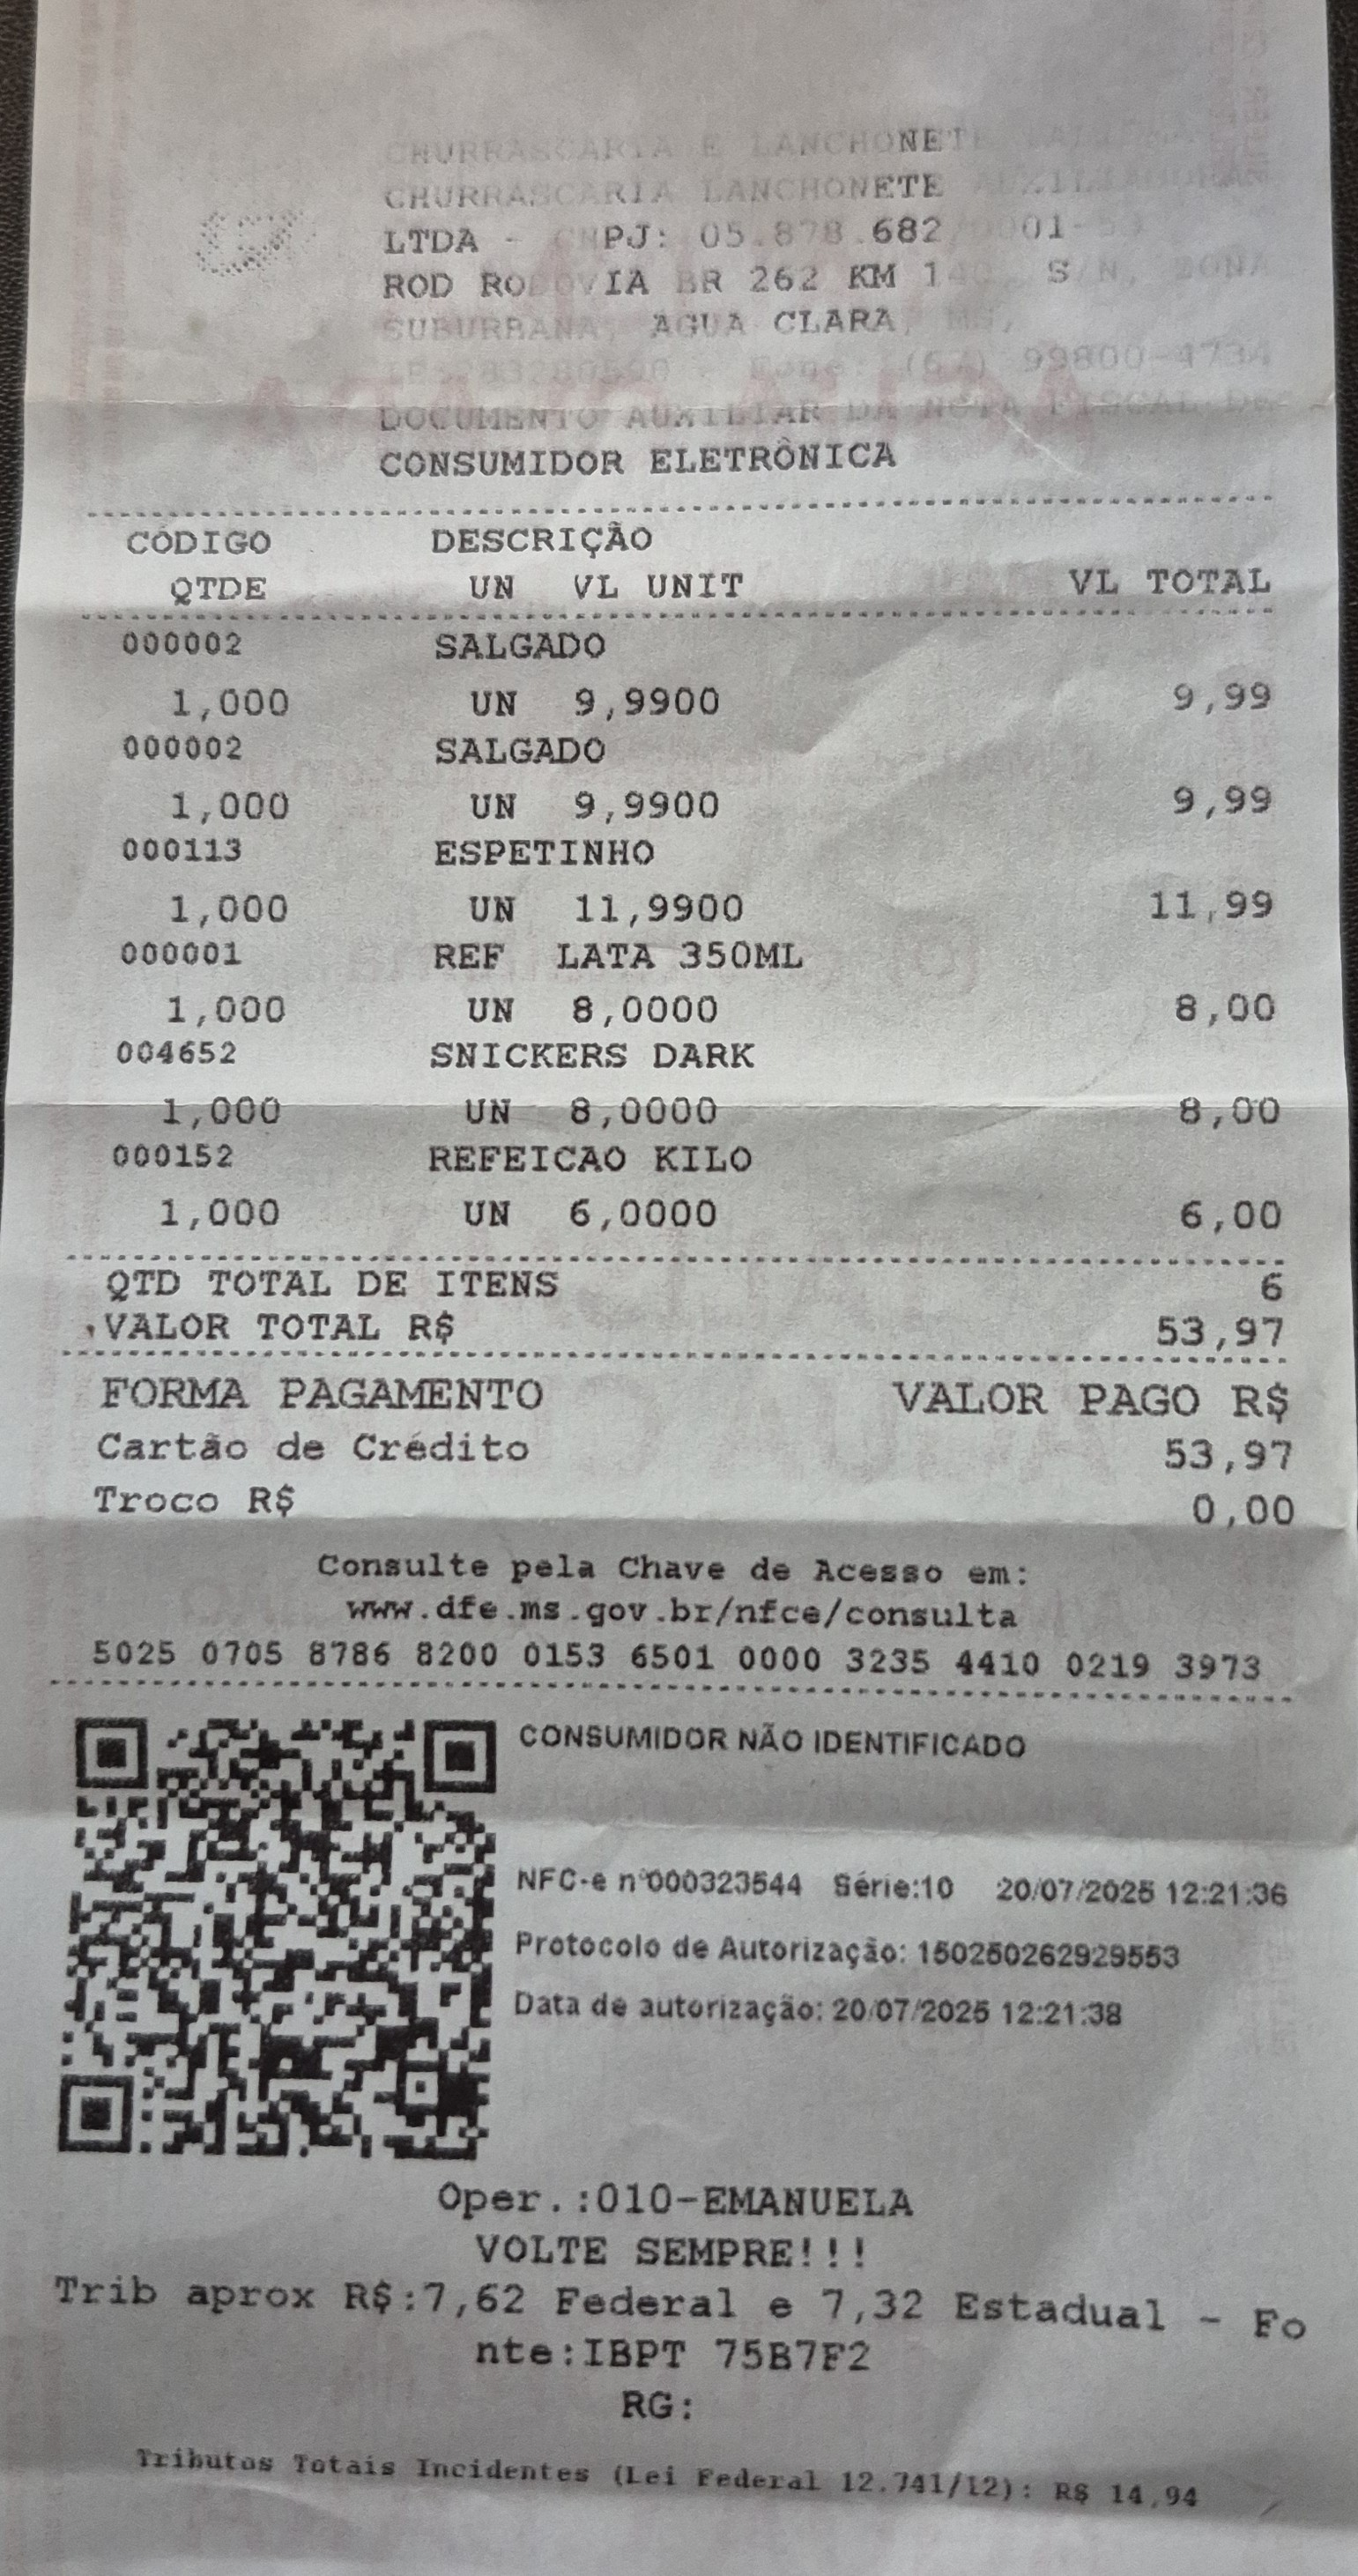 CHURRASCARIA E LANCHONETE
CHURRASCARIA LANCHONETE AUXILIADORA
LTDA - CNPJ: 05.878.682/0001-53
ROD RODOVIA BR 262 KM 140, S/N, ZONA
SUBURBANA, AGUA CLARA, MS,
Fone: (67) 99800-4734
DOCUMENTO AUXILIAR DA NOTA FISCAL De
CONSUMIDOR ELETRÔNICA
CÓDIGO DESCRIÇÃO
QTDE UN VL UNIT VL TOTAL
000002 SALGADO
1,000 UN 9,9900 9,99
000002 SALGADO
1,000 UN 9,9900 9,99
000113 ESPETINHO
1,000 UN 11,9900 11,99
000001 REF LATA 350ML
1,000 UN 8,0000 8,00
004652 SNICKERS DARK
1,000 UN 8,0000 8,00
000152 REFEICAO KILO
1,000 UN 6,0000 6,00
QTD TOTAL DE ITENS 6
VALOR TOTAL R$ 53,97
FORMA PAGAMENTO VALOR PAGO R$
Cartão de Crédito 53,97
Troco R$ 0,00
Consulte pela Chave de Acesso em:
www.dfe.ms.gov.br/nfce/consulta
5025 0705 8786 8200 0153 6501 0000 3235 4410 0219 3973
CONSUMIDOR NÃO IDENTIFICADO
NFC-e nº000323544 Série:10 20/07/2025 12:21:36
Protocolo de Autorização: 150250262929553
Data de autorização: 20/07/2025 12:21:38
Oper.:010-EMANUELA
VOLTE SEMPRE!!!
Trib aprox R$:7,62 Federal e 7,32 Estadual - Fo
nte:IBPT 75B7F2
RG:
Tributos Totais Incidentes (Lei Federal 12.741/12): R$ 14,94